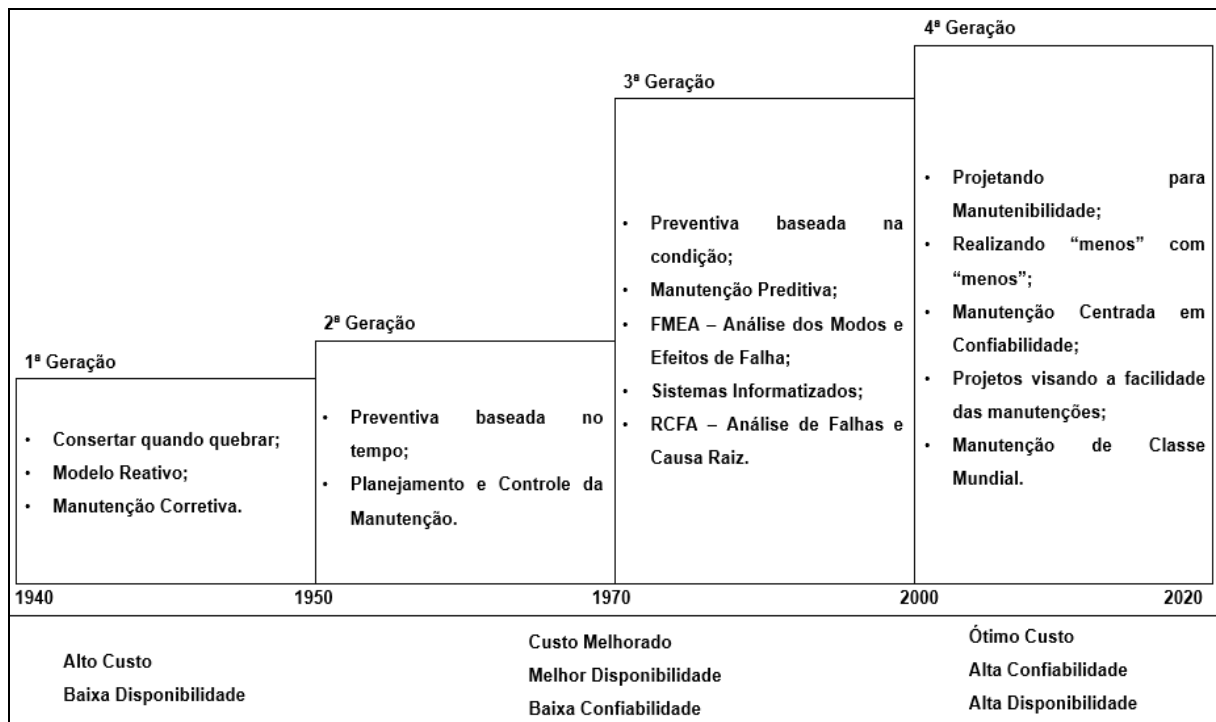 1ª Geração
• Consertar quando quebrar;
• Modelo Reativo;
• Manutenção Corretiva.
2ª Geração
• Preventiva baseada no
tempo;
• Planejamento e Controle da
Manutenção.
3ª Geração
• Preventiva baseada na
condição;
• Manutenção Preditiva;
• FMEA – Análise dos Modos e
Efeitos de Falha;
• Sistemas Informatizados;
• RCFA – Análise de Falhas e
Causa Raiz.
4ª Geração
• Projetando para
Manutenibilidade;
• Realizando “menos” com
“menos”;
• Manutenção Centrada em
Confiabilidade;
• Projetos visando a facilidade
das manutenções;
• Manutenção de Classe
Mundial.
1940 1950 1970 2000 2020
Alto Custo
Baixa Disponibilidade
Custo Melhorado
Melhor Disponibilidade
Baixa Confiabilidade
Ótimo Custo
Alta Confiabilidade
Alta Disponibilidade